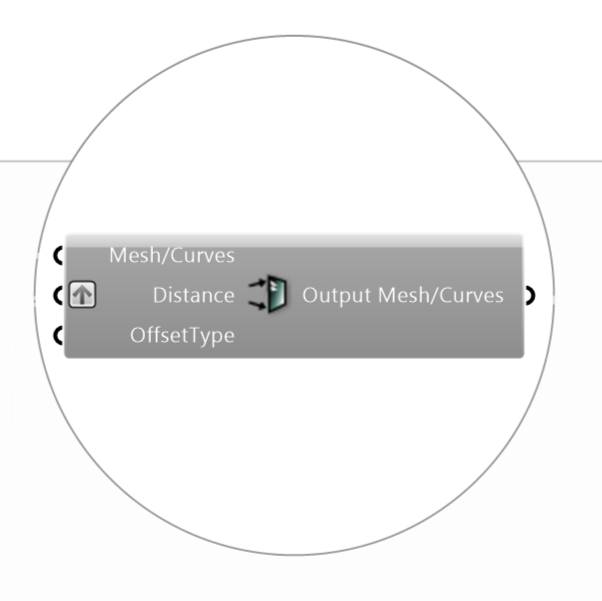 Mesh/Curves
Distance
Output Mesh/Curves
OffsetType